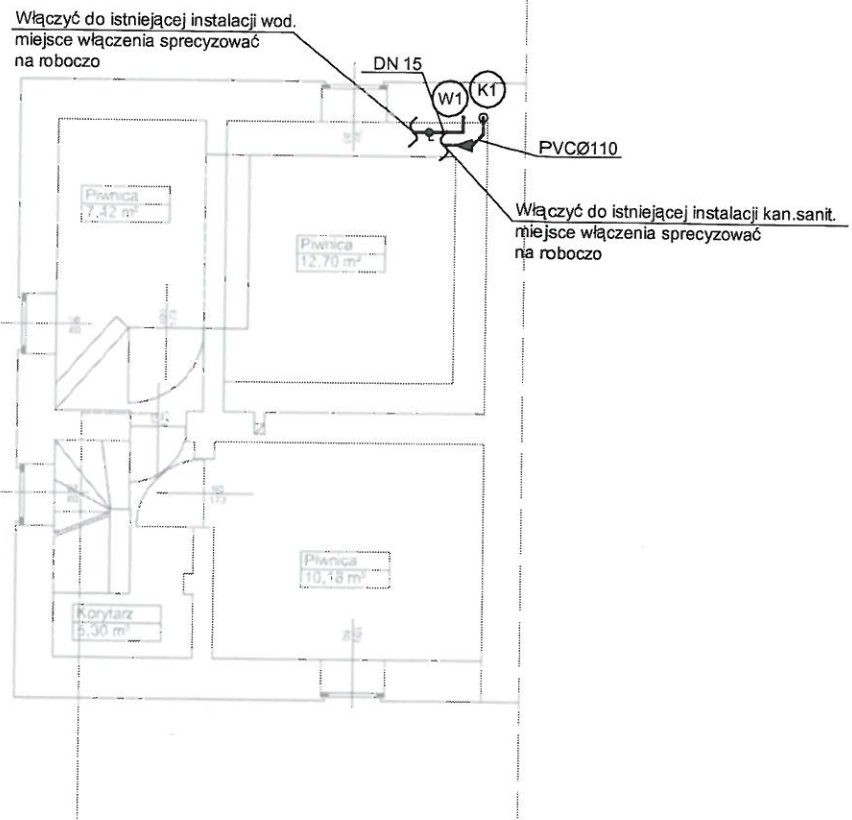 Włączyć do istniejącej instalacji wod.
miejsce włączenia sprecyzować
na roboczo
DN 15
W1
K1
PVCØ110
Włączyć do istniejącej instalacji kan.sanit.
miejsce włączenia sprecyzować
na roboczo
Piwnica
7,42 m²
Piwnica
12,70 m²
Piwnica
10,18 m²
Korytarz
5,30 m²